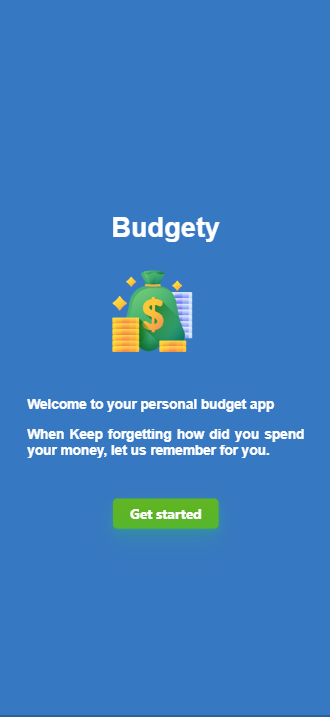 Budgety
$
Welcome to your personal budget app
When Keep forgetting how did you spend
your money, let us remember for you.
Get started